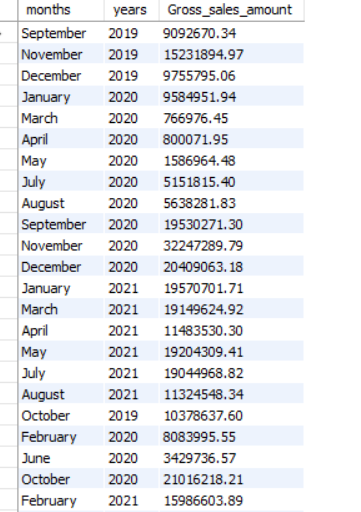 months years Gross_sales_amount
September 2019 9092670.34
November 2019 15231894.97
December 2019 9755795.06
January 2020 9584951.94
March 2020 766976.45
April 2020 800071.95
May 2020 1586964.48
July 2020 5151815.40
August 2020 5638281.83
September 2020 19530271.30
November 2020 32247289.79
December 2020 20409063.18
January 2021 19570701.71
March 2021 19149624.92
April 2021 11483530.30
May 2021 19204309.41
July 2021 19044968.82
August 2021 11324548.34
October 2019 10378637.60
February 2020 8083995.55
June 2020 3429736.57
October 2020 21016218.21
February 2021 15986603.89